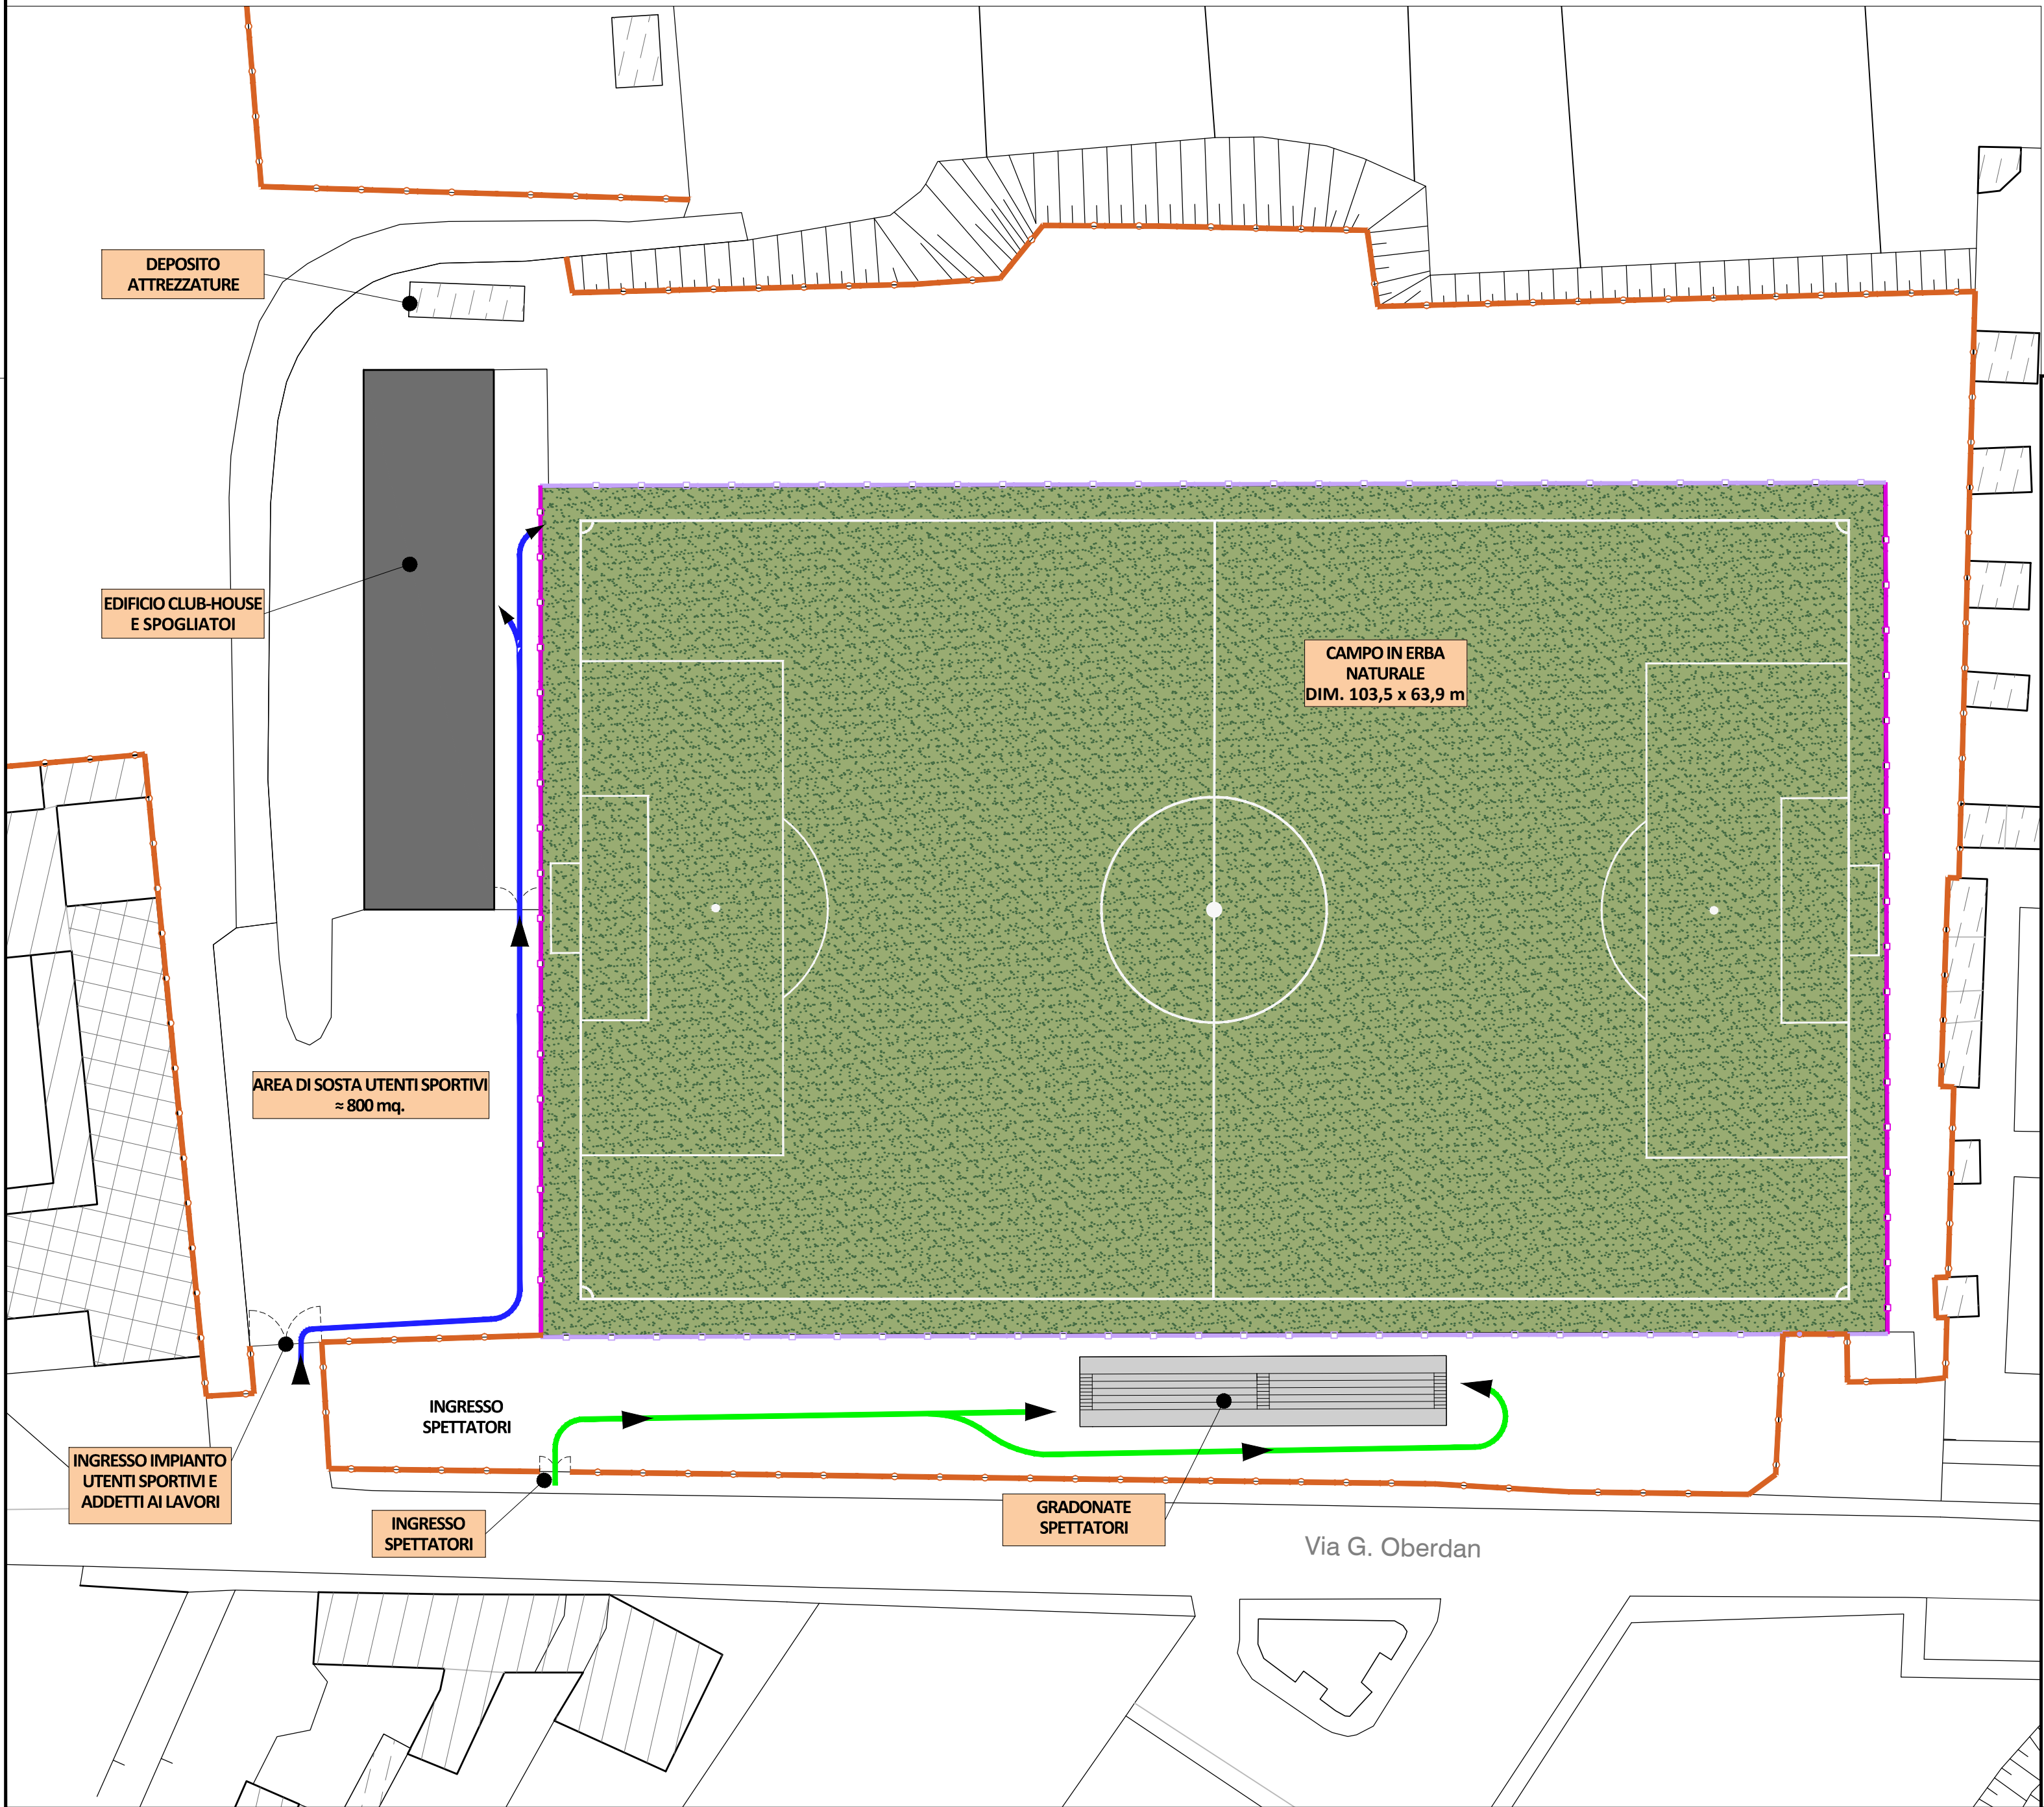 DEPOSITO
ATTREZZATURE
EDIFICIO CLUB-HOUSE
E SPOGLIATOI
CAMPO IN ERBA
NATURALE
DIM. 103,5 x 63,9 m
AREA DI SOSTA UTENTI SPORTIVI
≈ 800 mq.
INGRESSO
SPETTATORI
INGRESSO IMPIANTO
UTENTI SPORTIVI E
ADDETTI AI LAVORI
INGRESSO
SPETTATORI
GRADONATE
SPETTATORI
Via G. Oberdan